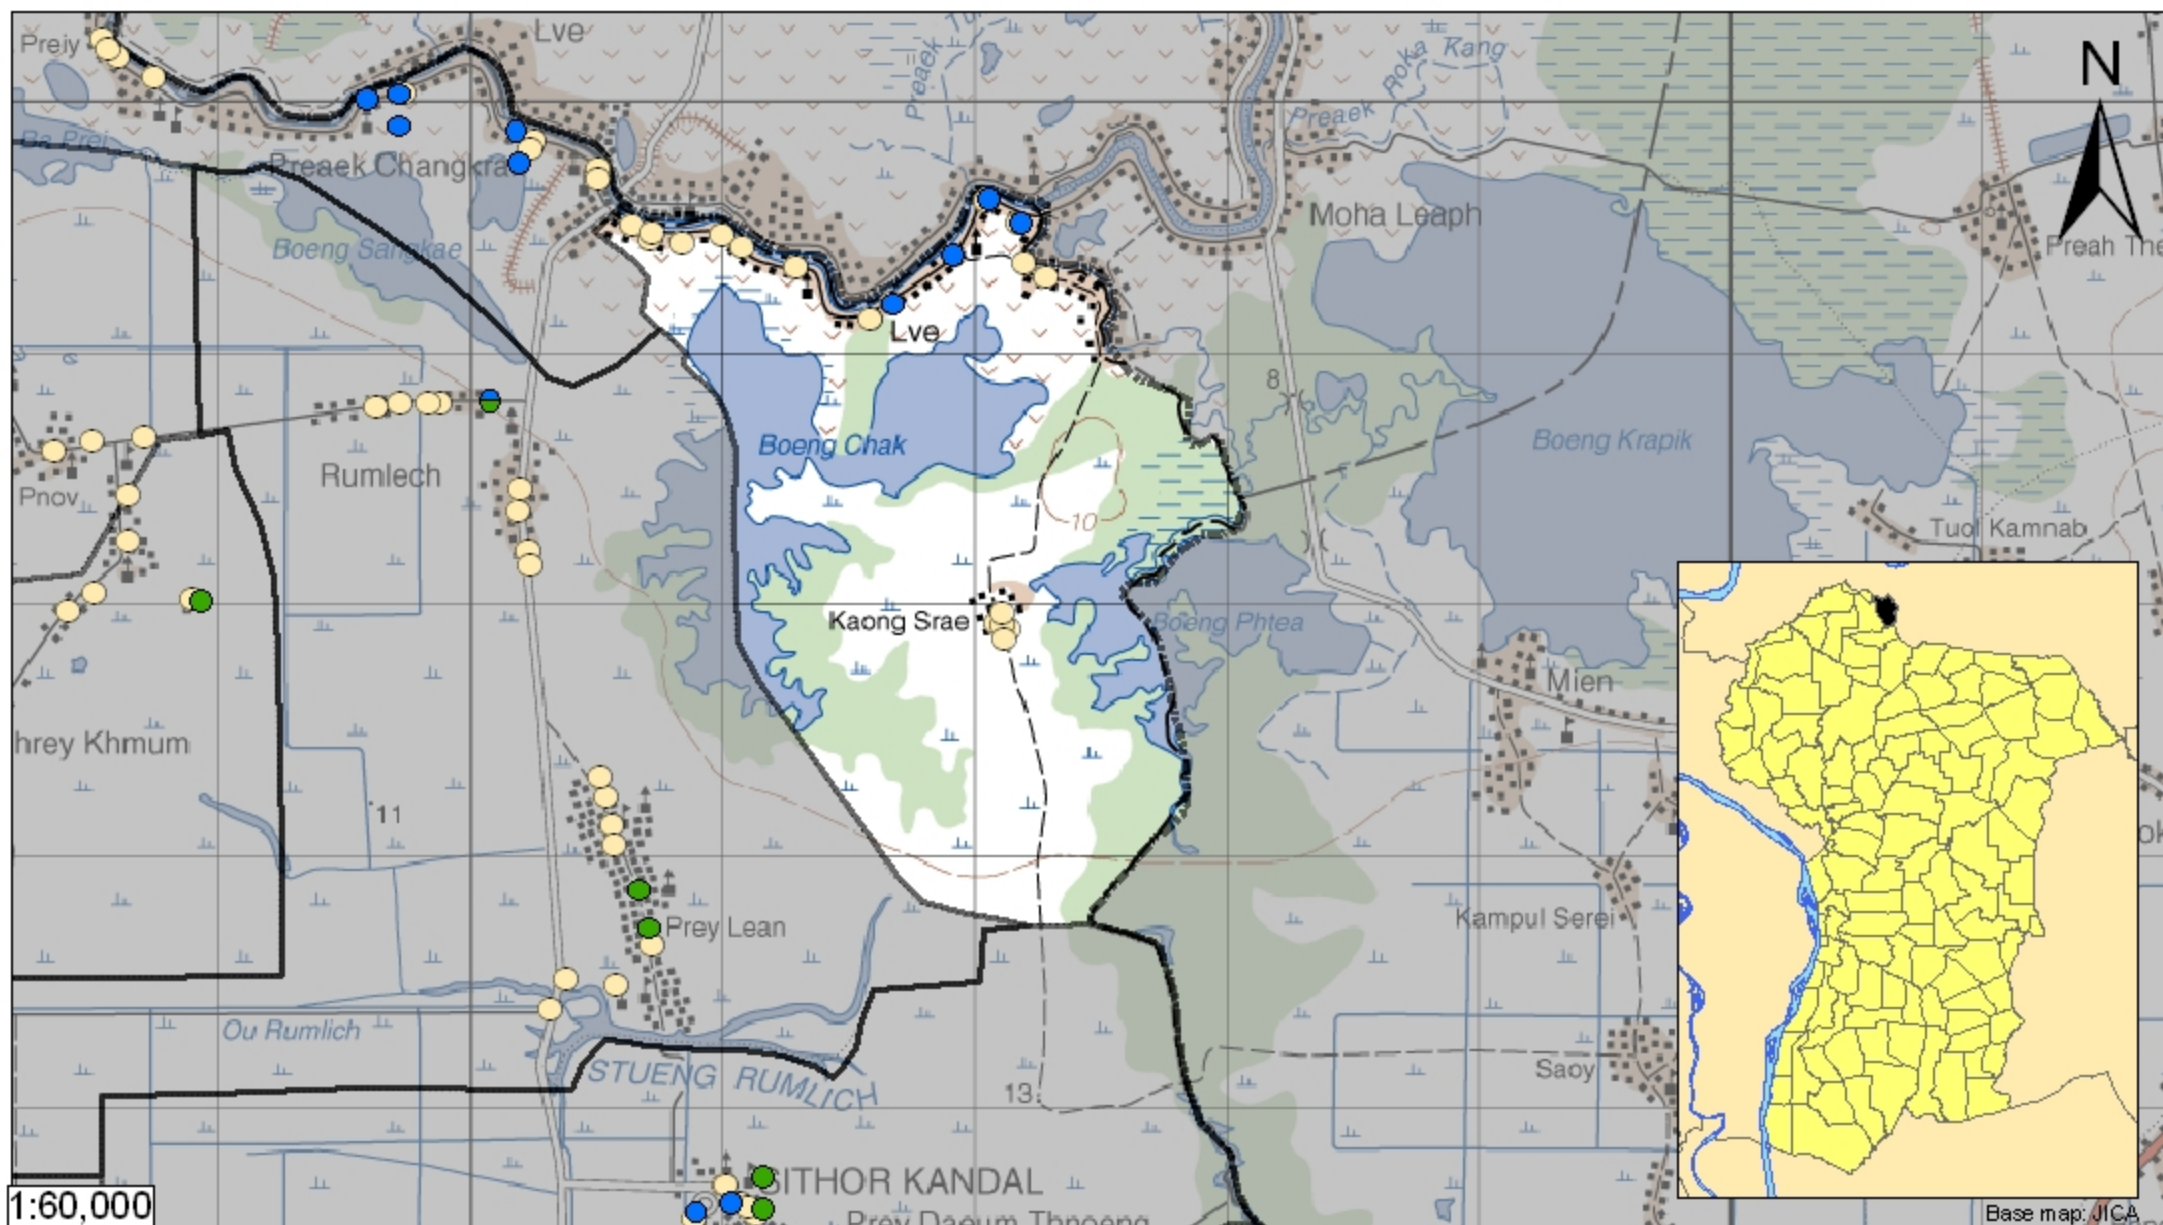 Preiy
Lve
Preaek
Preaek Roka Kang
N
Ba Prei
Preaek Changkra
Boeng Sangkae
Moha Leaph
Preah The
Lve
8
Rumlech
Pnov
Boeng Chak
Boeng Krapik
10
Tuol Kamnab
Kaong Srae
Boeng Phtea
Mien
hrey Khmum
11
Prey Lean
Kampul Serei
Ou Rumlich
STUENG RUMLICH
13
Saoy
SITHOR KANDAL
Prey Daeum Thnoeng
1:60,000
Base map: JICA